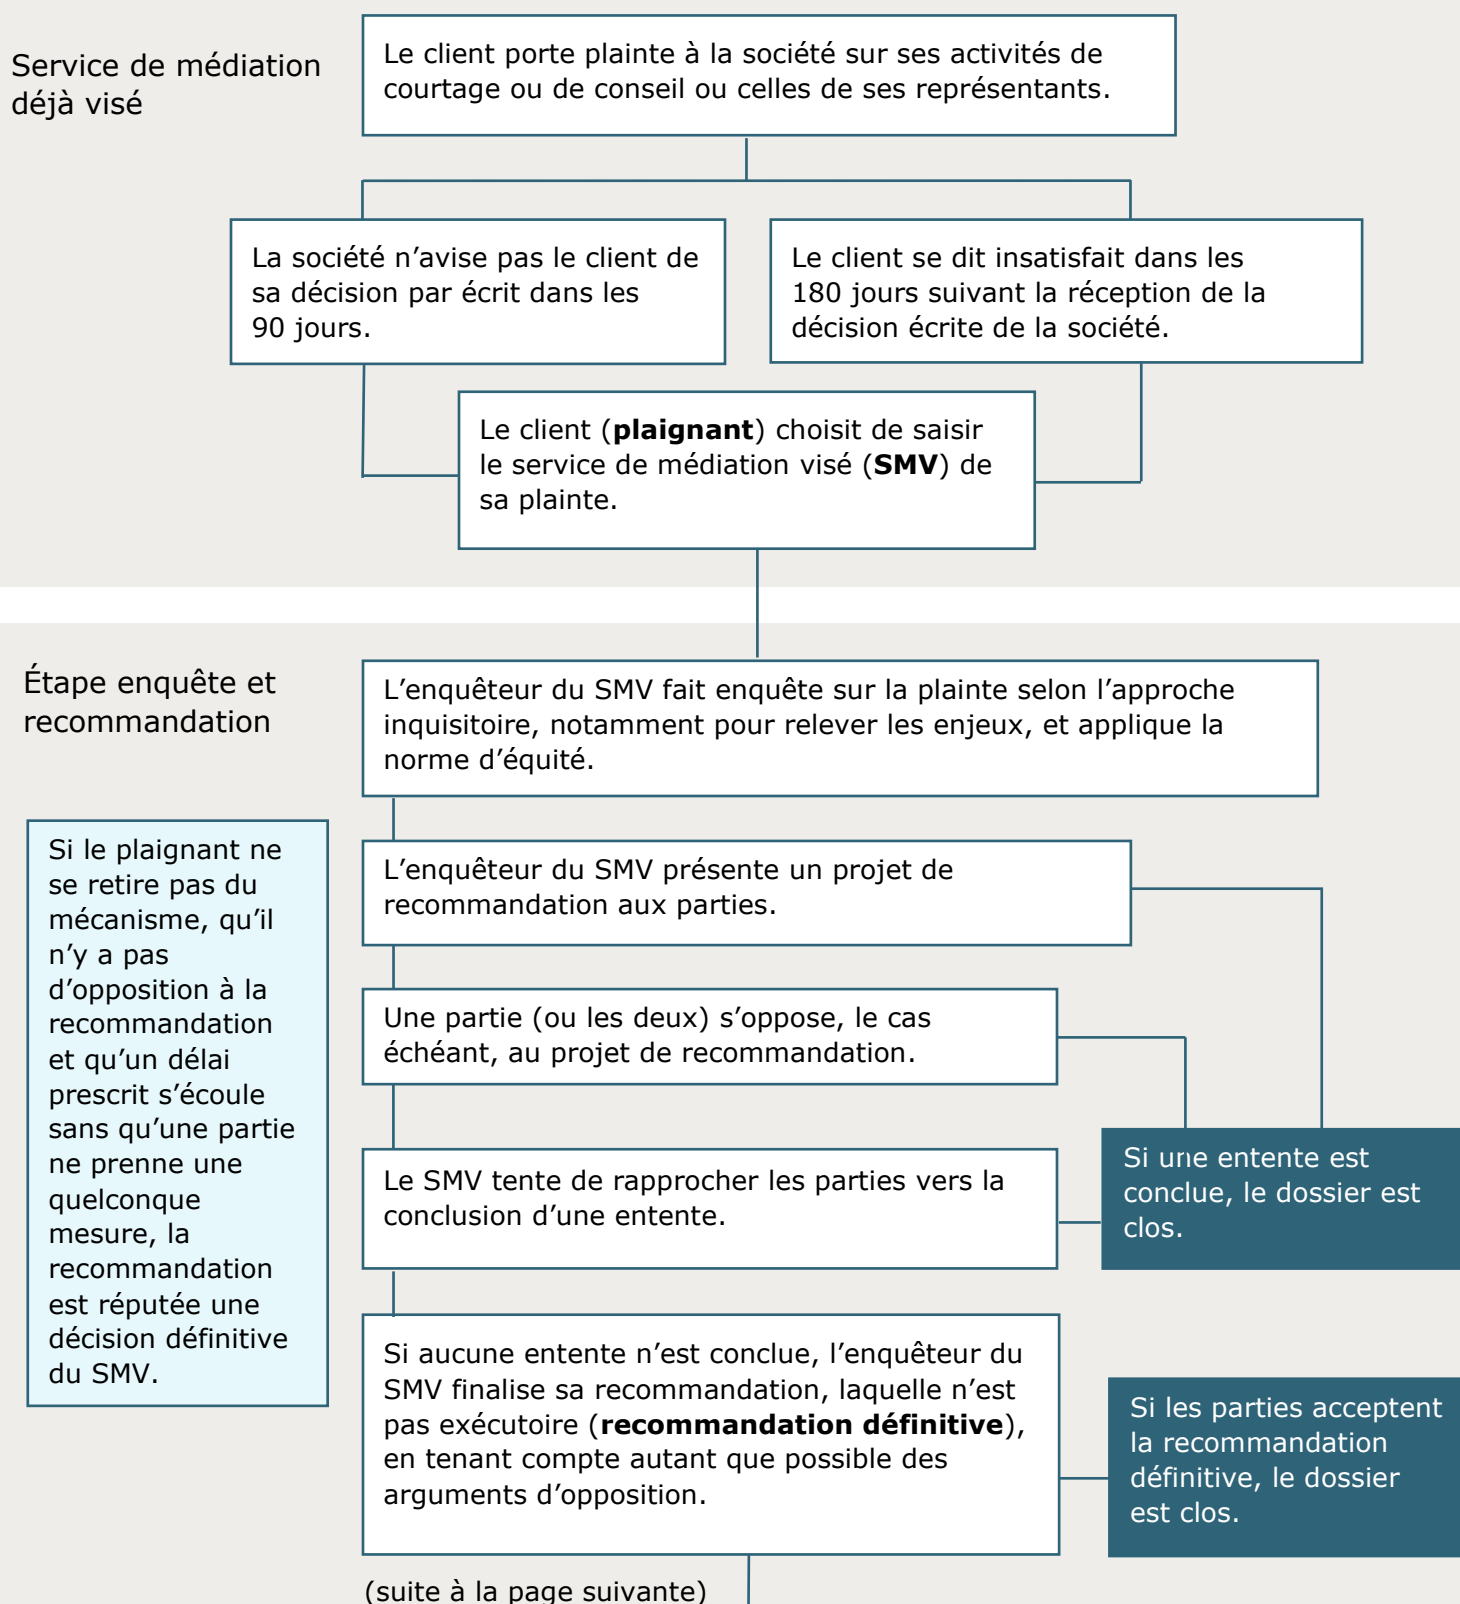 Service de médiation
déjà visé
Le client porte plainte à la société sur ses activités de
courtage ou de conseil ou celles de ses représentants.
La société n’avise pas le client de
sa décision par écrit dans les
90 jours.
Le client se dit insatisfait dans les
180 jours suivant la réception de la
décision écrite de la société.
Le client (plaignant) choisit de saisir
le service de médiation visé (SMV) de
sa plainte.
Étape enquête et
recommandation
L’enquêteur du SMV fait enquête sur la plainte selon l’approche
inquisitoire, notamment pour relever les enjeux, et applique la
norme d’équité.
Si le plaignant ne
se retire pas du
mécanisme, qu’il
n’y a pas
d’opposition à la
recommandation
et qu’un délai
prescrit s’écoule
sans qu’une partie
ne prenne une
quelconque
mesure, la
recommandation
est réputée une
décision définitive
du SMV.
L’enquêteur du SMV présente un projet de
recommandation aux parties.
Une partie (ou les deux) s’oppose, le cas
échéant, au projet de recommandation.
Le SMV tente de rapprocher les parties vers la
conclusion d’une entente.
Si une entente est
conclue, le dossier est
clos.
Si aucune entente n’est conclue, l’enquêteur du
SMV finalise sa recommandation, laquelle n’est
pas exécutoire (recommandation définitive),
en tenant compte autant que possible des
arguments d’opposition.
Si les parties acceptent
la recommandation
définitive, le dossier
est clos.
(suite à la page suivante)